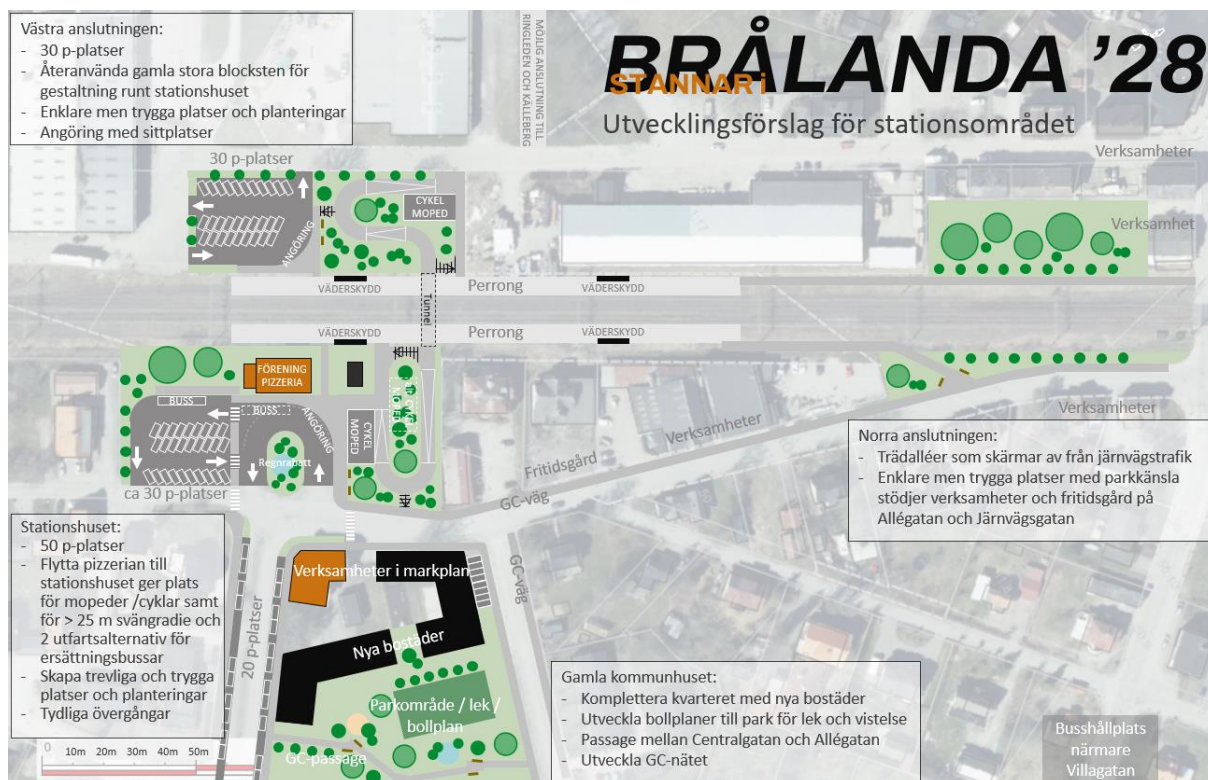 Västra anslutningen:
- 30 p-platser
- Återanvända gamla stora blocksten för
gestaltning runt stationshuset
- Enklare men trygga platser och planteringar
- Angöring med sittplatser
MÖJLIG ANSLUTNING TILL
RINGLEDEN OCH KÄLLEBERG
BRÅLANDA ’28
STANNAR i
Utvecklingsförslag för stationsområdet
30 p-platser
Verksamheter
CYKEL
MOPED
ANGÖRING
Verksamhet
VÄDERSKYDD
Perrong
VÄDERSKYDD
Tunnel
VÄDERSKYDD
Perrong
VÄDERSKYDD
FÖRENING
PIZZERIA
BUSS
BUSS
ANGÖRING
CYKEL
MOPED
Regnrabatt
ca 30 p-platser
Verksamheter
Verksamheter
Fritidsgård
GC-väg
GC-väg
Norra anslutningen:
- Trädalléer som skärmar av från järnvägstrafik
- Enklare men trygga platser med parkkänsla
stödjer verksamheter och fritidsgård på
Allégatan och Järnvägsgatan
Stationshuset:
- 50 p-platser
- Flytta pizzerian till
stationshuset ger plats
för mopeder /cyklar samt
för > 25 m svängradie och
2 utfartsalternativ för
ersättningsbussar
- Skapa trevliga och trygga
platser och planteringar
- Tydliga övergångar
20 p-platser
Verksamheter i markplan
Nya bostäder
Parkområde / lek /
bollplan
GC-passage
Gamla kommunhuset:
- Komplettera kvarteret med nya bostäder
- Utveckla bollplaner till park för lek och vistelse
- Passage mellan Centralgatan och Allégatan
- Utveckla GC-nätet
Busshållplats
närmare
Villagatan
0 10m 20m 30m 40m 50m